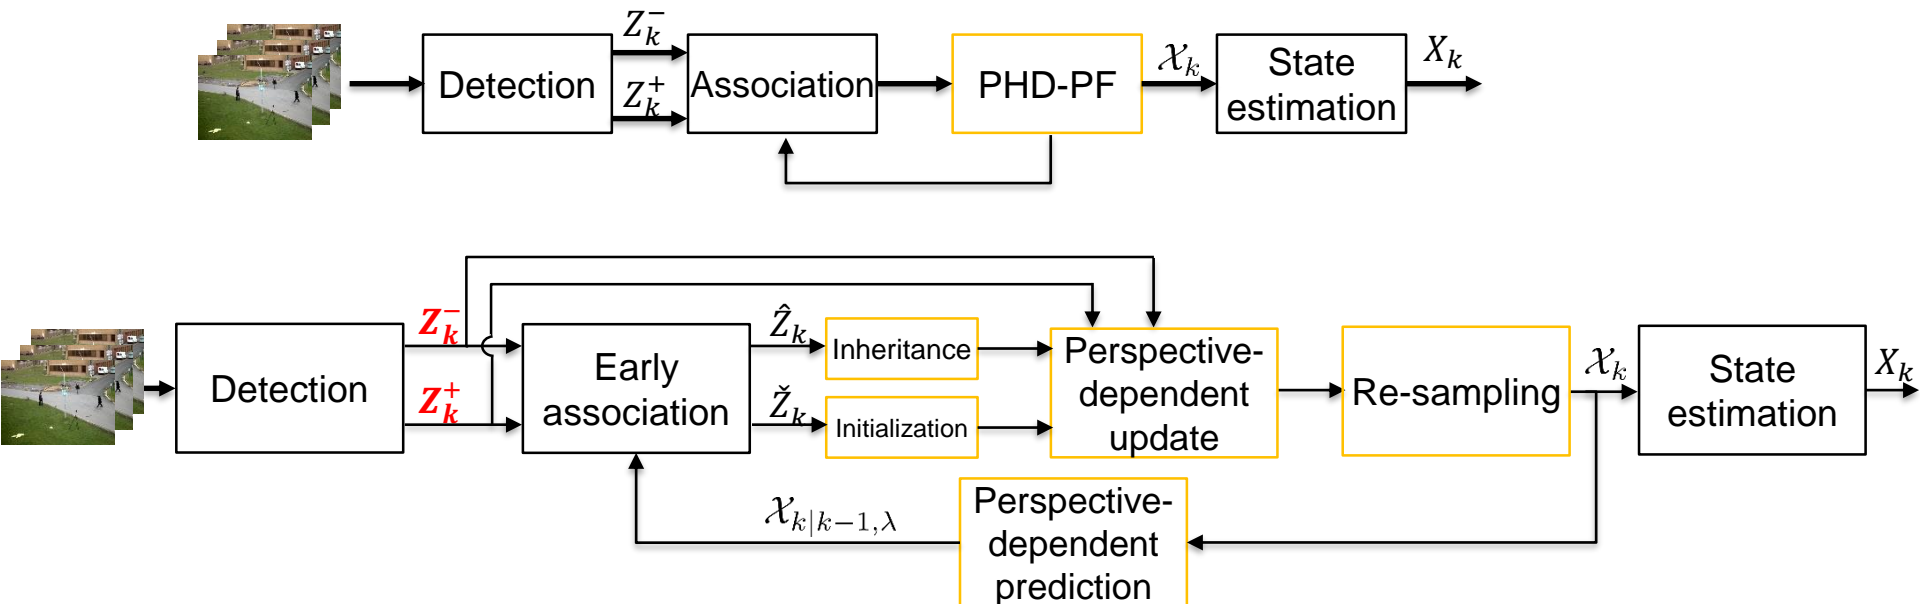 Z_k^-
Z_k^+
Detection
Association
PHD-PF
𝒳_k
State
estimation
X_k
Z_k^-
Z_k^+
Detection
Early
association
Ẑ_k
Ž_k
Inheritance
Initialization
Perspective-
dependent
update
Re-sampling
𝒳_k
State
estimation
X_k
𝒳_{k|k−1,λ}
Perspective-
dependent
prediction